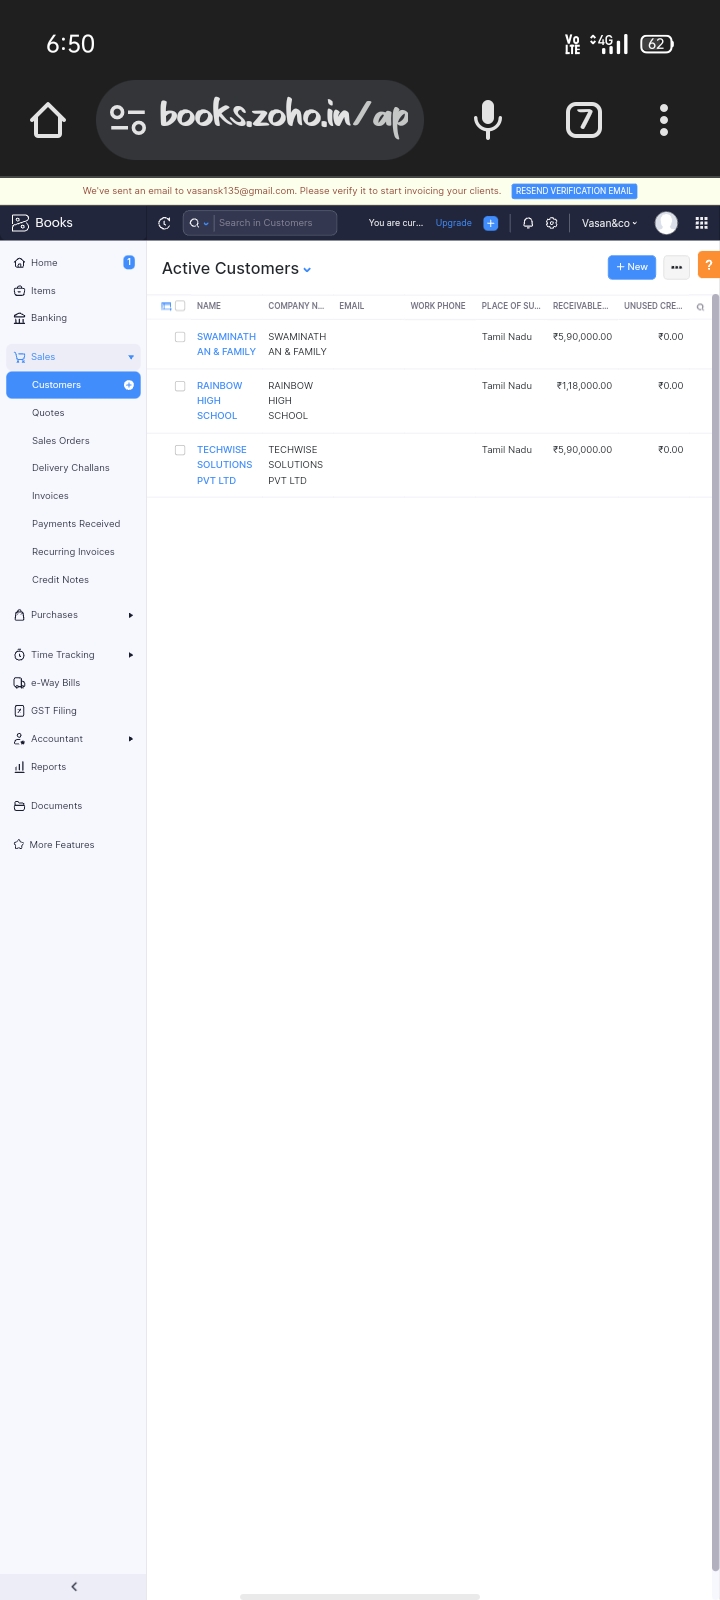 6:50
Vo LTE 4G 62
books.zoho.in/ap
7
We've sent an email to vasansk135@gmail.com. Please verify it to start invoicing your clients. RESEND VERIFICATION EMAIL
Books
Search in Customers
You are cur... Upgrade
Vasan&co
Home 1
Items
Banking
Sales
Customers
Quotes
Sales Orders
Delivery Challans
Invoices
Payments Received
Recurring Invoices
Credit Notes
Purchases
Time Tracking
e-Way Bills
GST Filing
Accountant
Reports
Documents
More Features
Active Customers
+ New
?
NAME COMPANY N... EMAIL WORK PHONE PLACE OF SU... RECEIVABLE... UNUSED CRE...
SWAMINATH SWAMINATH Tamil Nadu ₹5,90,000.00 ₹0.00
AN & FAMILY AN & FAMILY
RAINBOW RAINBOW Tamil Nadu ₹1,18,000.00 ₹0.00
HIGH HIGH
SCHOOL SCHOOL
TECHWISE TECHWISE Tamil Nadu ₹5,90,000.00 ₹0.00
SOLUTIONS SOLUTIONS
PVT LTD PVT LTD